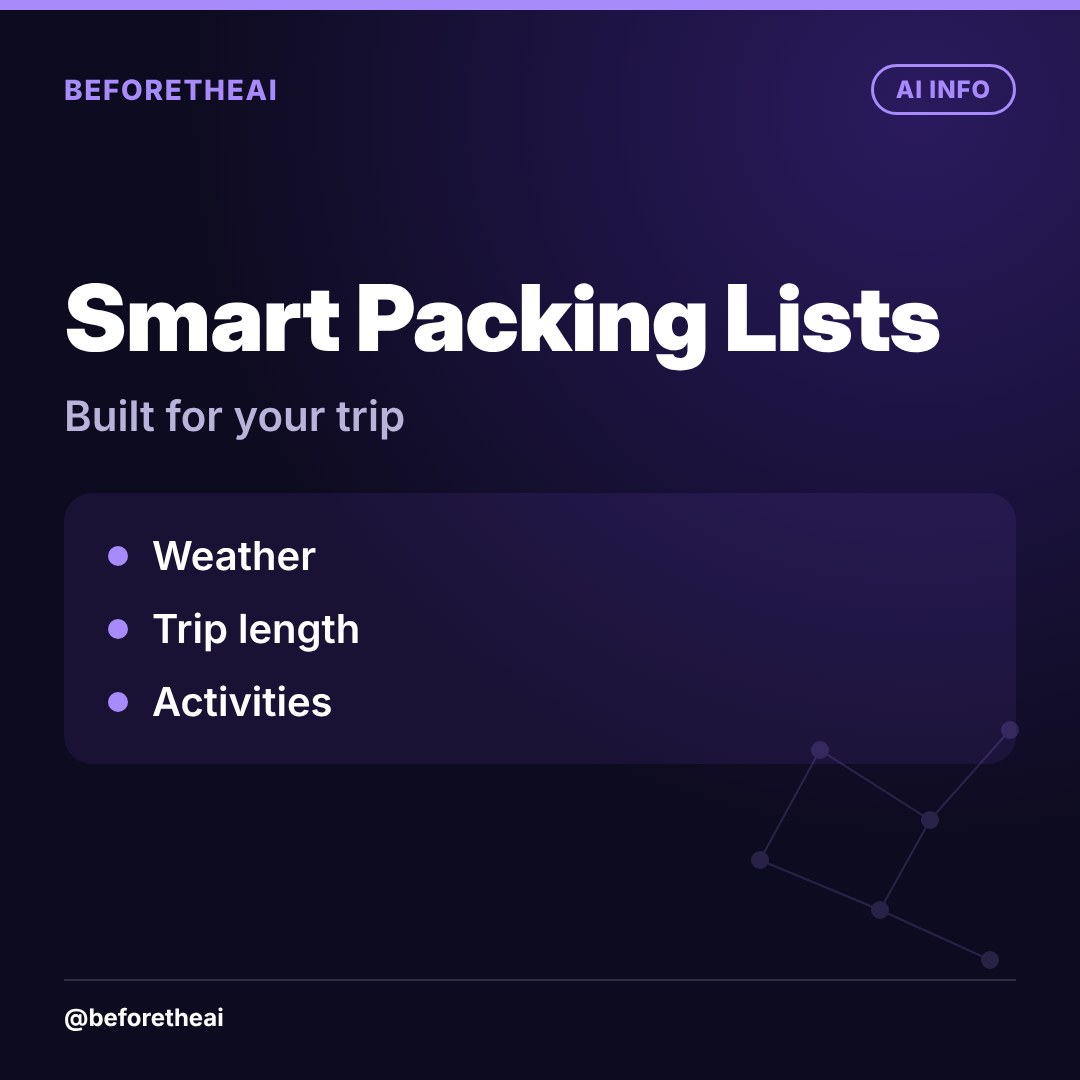 BEFORETHEAI
AI INFO
Smart Packing Lists
Built for your trip
Weather
Trip length
Activities
@beforetheai